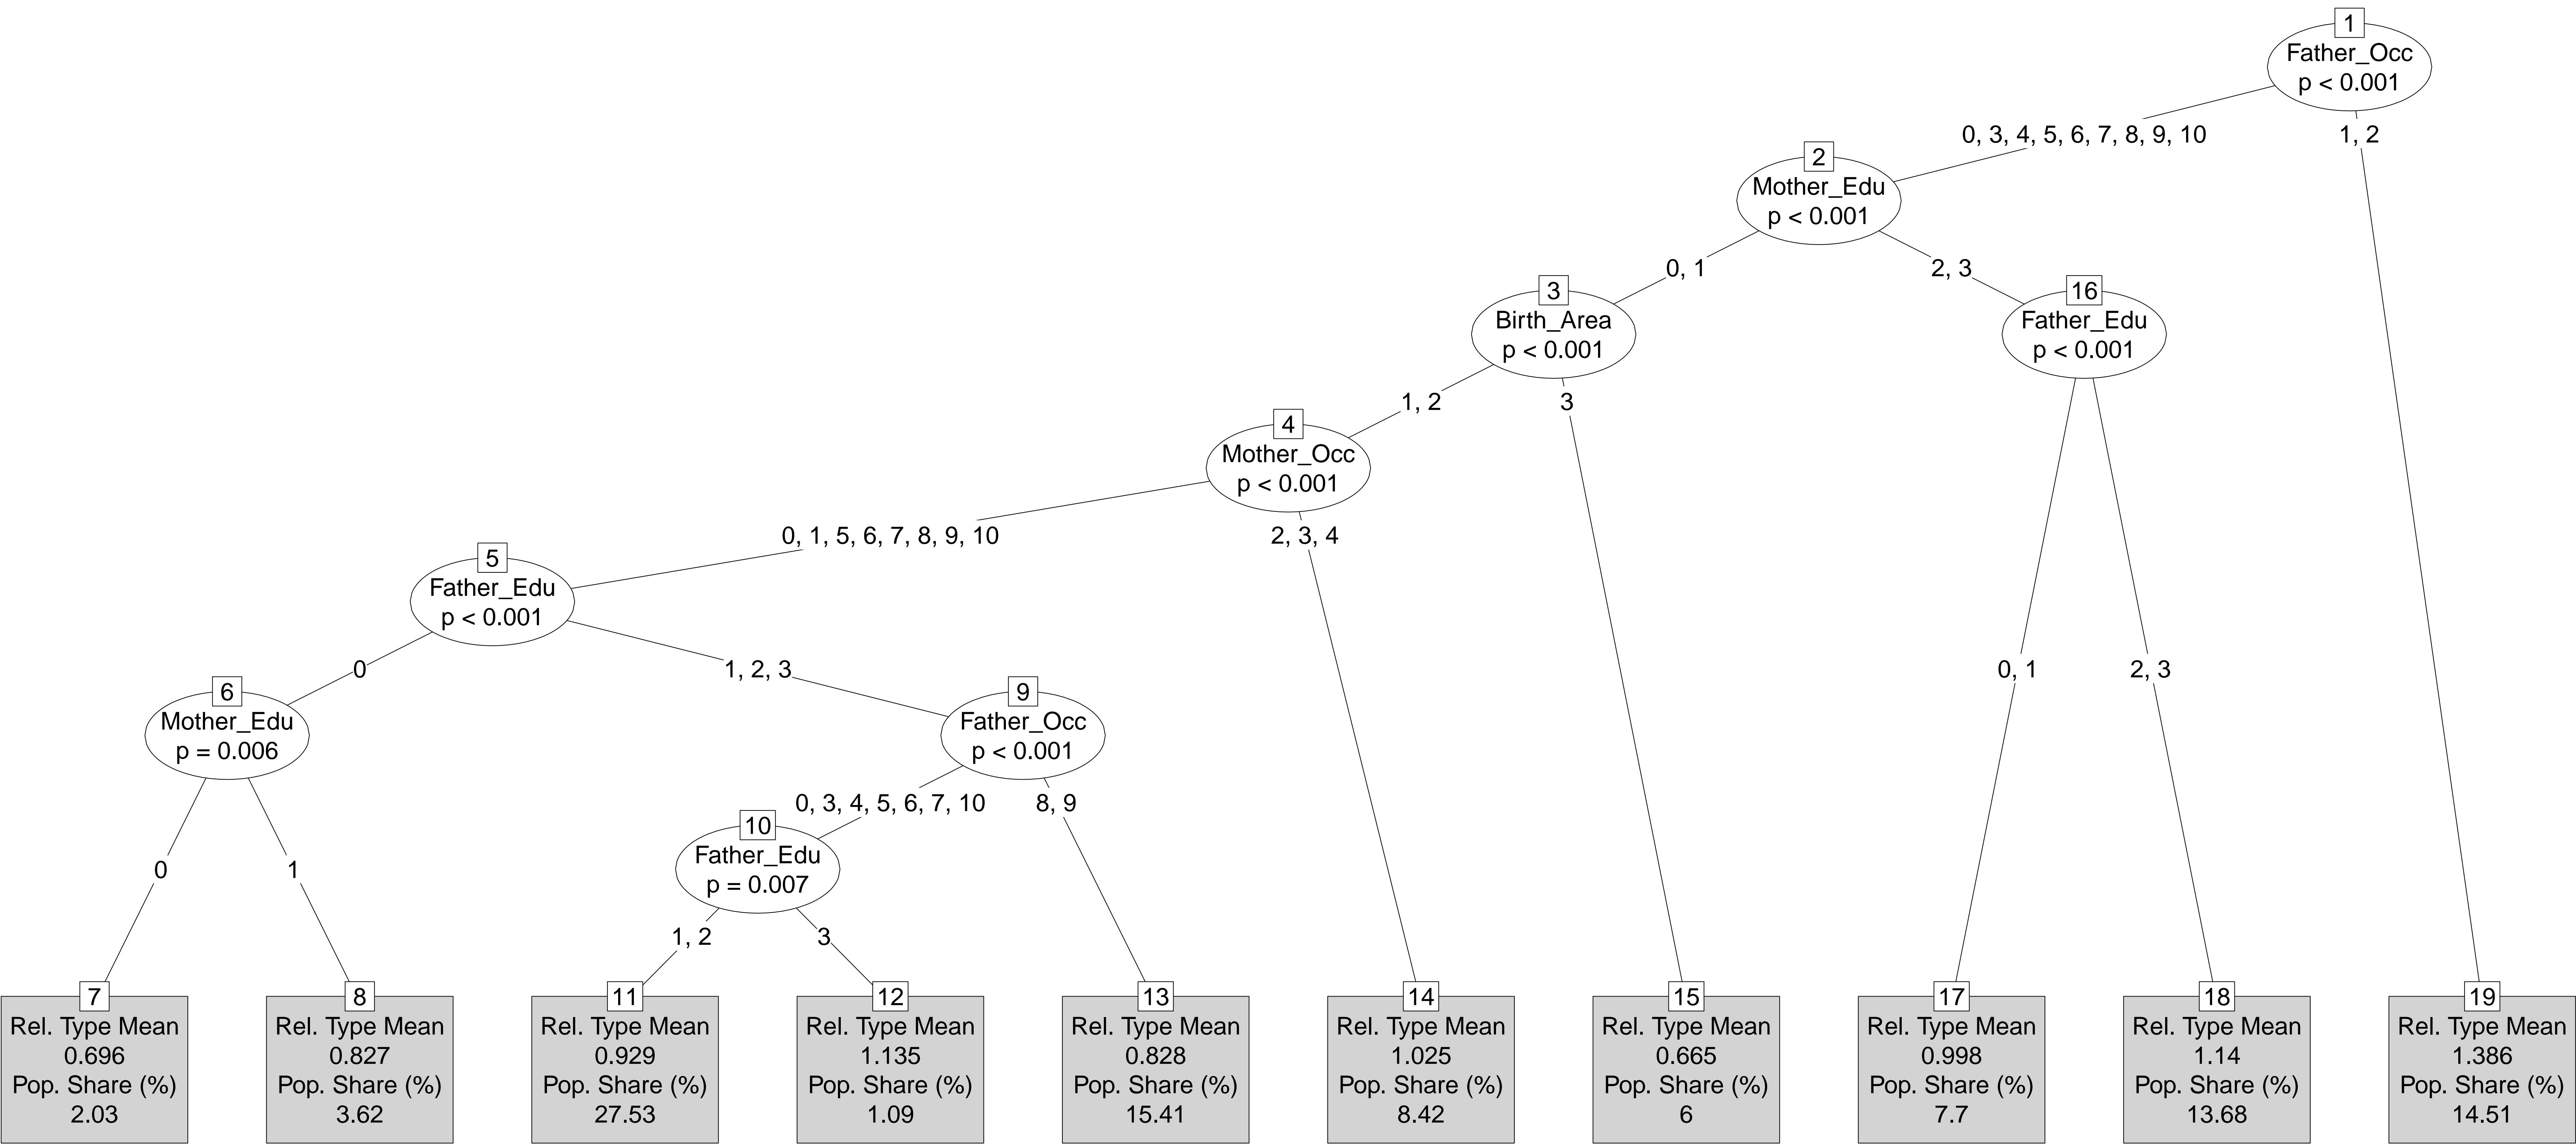 1
Father_Occ
p < 0.001
0, 3, 4, 5, 6, 7, 8, 9, 10
1, 2
2
Mother_Edu
p < 0.001
0, 1
2, 3
3
Birth_Area
p < 0.001
16
Father_Edu
p < 0.001
1, 2
3
4
Mother_Occ
p < 0.001
0, 1, 5, 6, 7, 8, 9, 10
2, 3, 4
5
Father_Edu
p < 0.001
0
1, 2, 3
0, 1
2, 3
6
Mother_Edu
p = 0.006
9
Father_Occ
p < 0.001
0, 3, 4, 5, 6, 7, 10
8, 9
10
Father_Edu
p = 0.007
0
1
1, 2
3
7
Rel. Type Mean
0.696
Pop. Share (%)
2.03
8
Rel. Type Mean
0.827
Pop. Share (%)
3.62
11
Rel. Type Mean
0.929
Pop. Share (%)
27.53
12
Rel. Type Mean
1.135
Pop. Share (%)
1.09
13
Rel. Type Mean
0.828
Pop. Share (%)
15.41
14
Rel. Type Mean
1.025
Pop. Share (%)
8.42
15
Rel. Type Mean
0.665
Pop. Share (%)
6
17
Rel. Type Mean
0.998
Pop. Share (%)
7.7
18
Rel. Type Mean
1.14
Pop. Share (%)
13.68
19
Rel. Type Mean
1.386
Pop. Share (%)
14.51